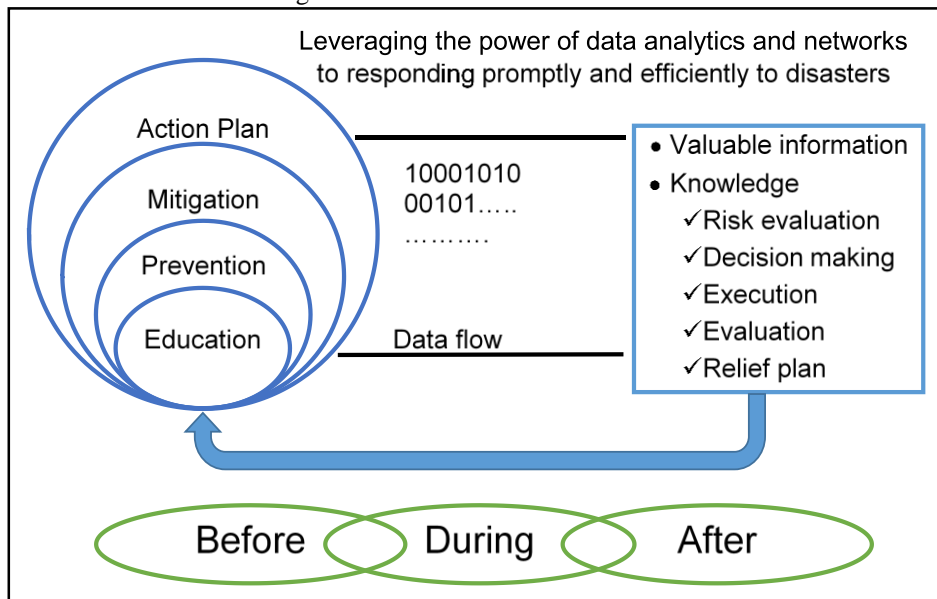 Leveraging the power of data analytics and networks
to responding promptly and efficiently to disasters
Action Plan
Mitigation
Prevention
Education
10001010
00101.....
..........
Data flow
• Valuable information
• Knowledge
✓Risk evaluation
✓Decision making
✓Execution
✓Evaluation
✓Relief plan
Before
During
After